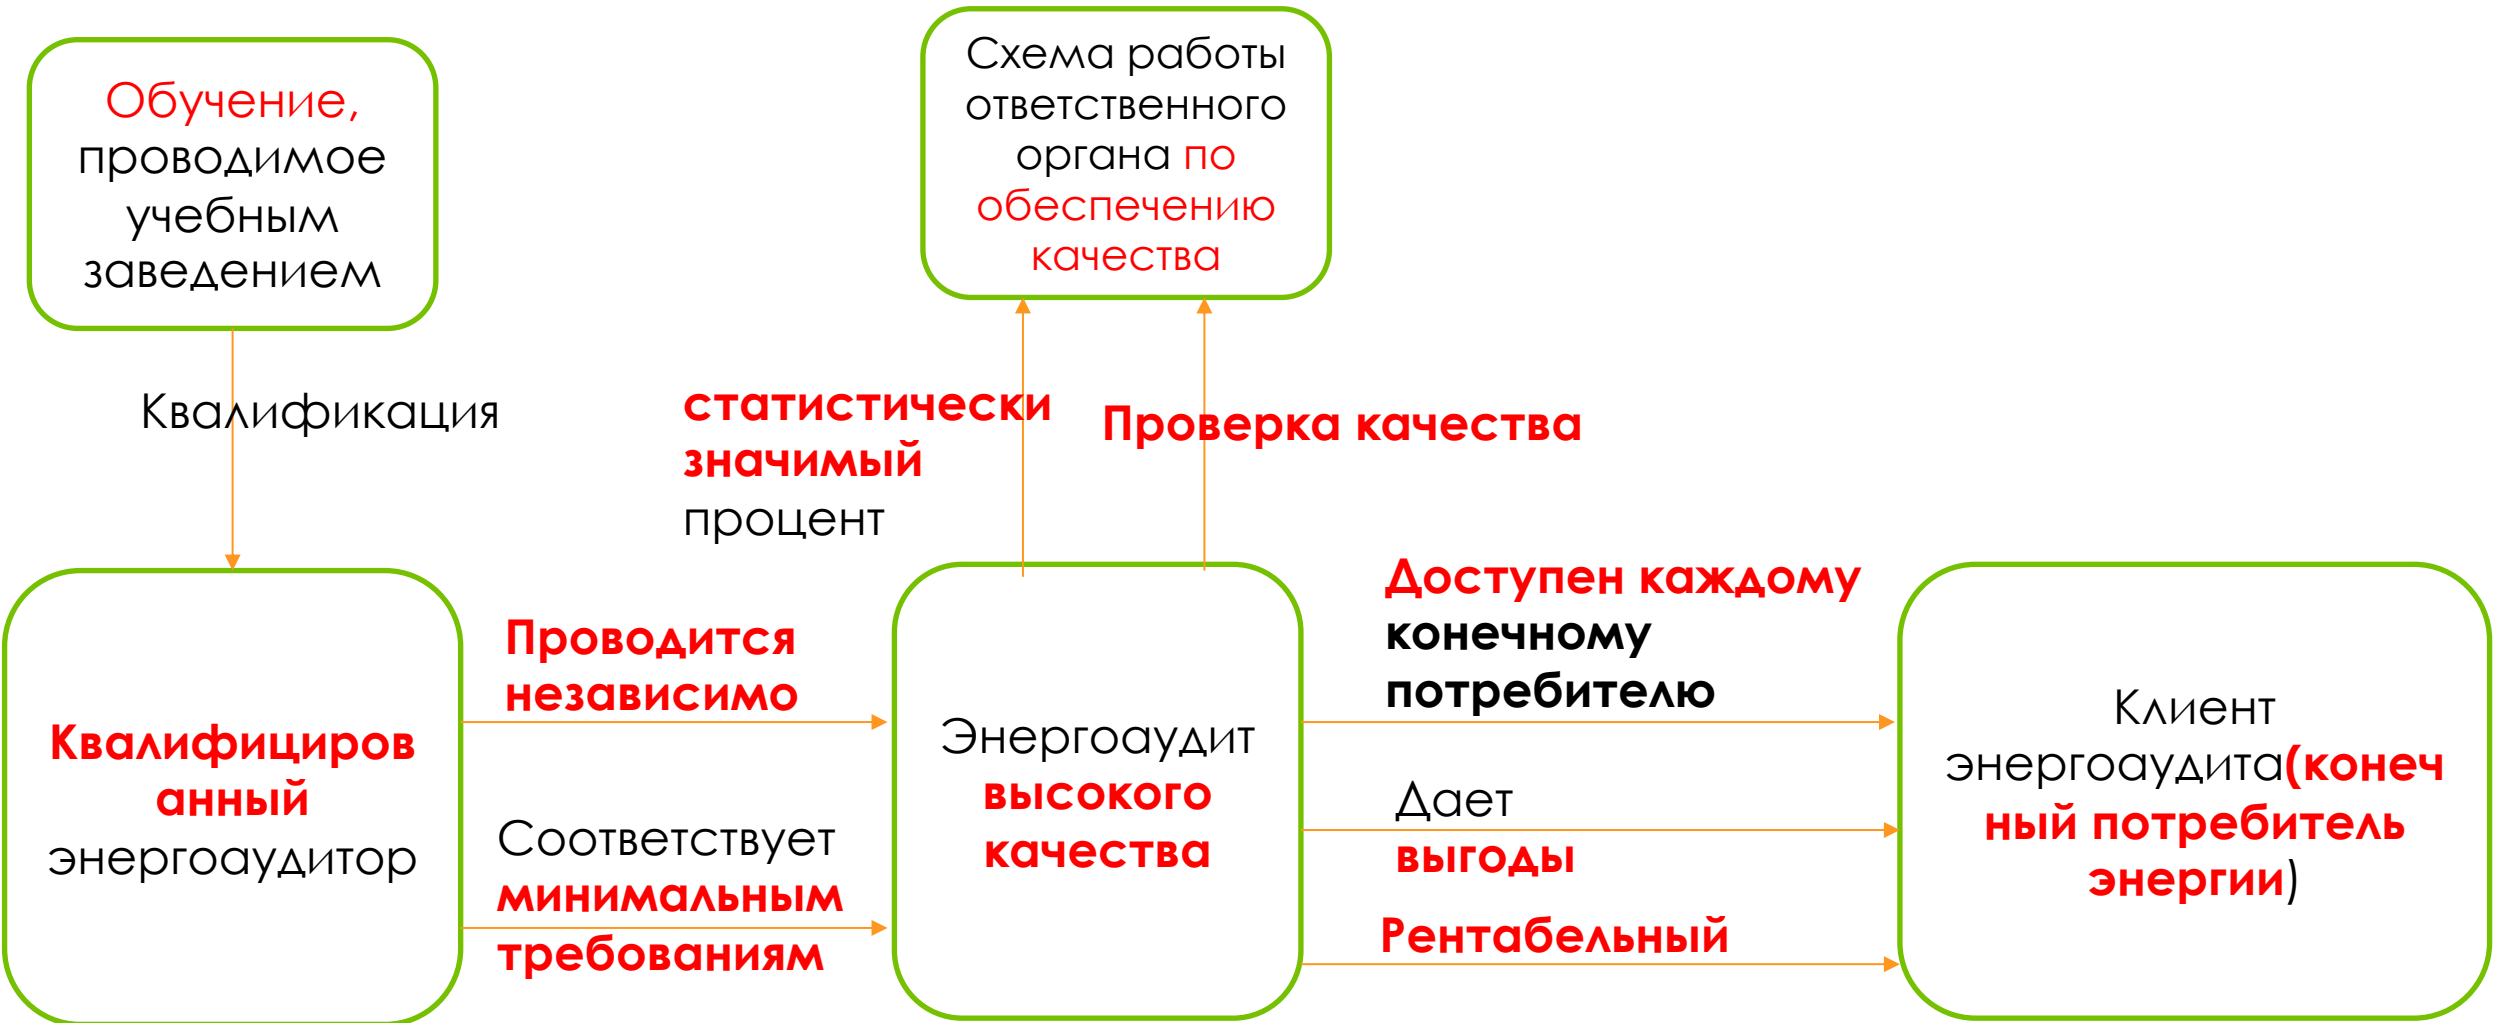 Обучение,
проводимое
учебным
заведением
Схема работы
ответственного
органа по
обеспечению
качества
Квалификация
статистически
значимый
процент
Проверка качества
Квалифициров
анный
энергоаудитор
Проводится
независимо
Соответствует
минимальным
требованиям
Энергоаудит
высокого
качества
Доступен каждому
конечному
потребителю
Дает
выгоды
Рентабельный
Клиент
энергоаудита(конеч
ный потребитель
энергии)